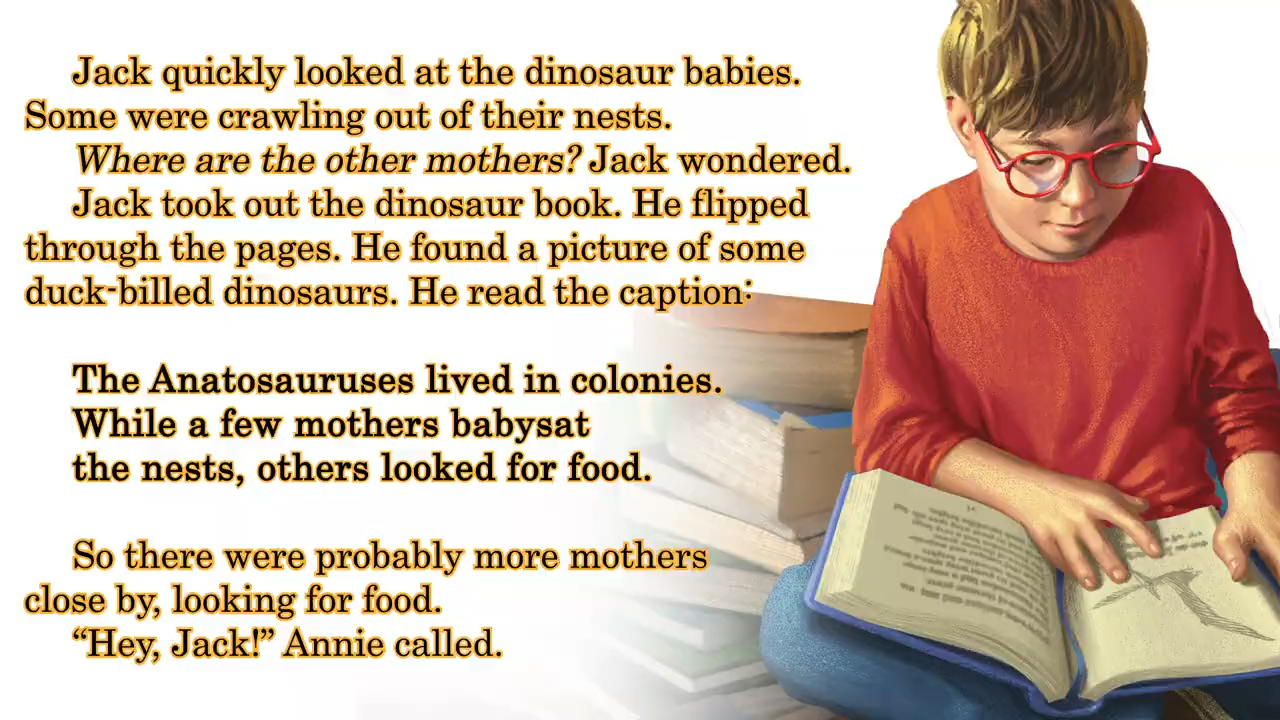 Jack quickly looked at the dinosaur babies.
Some were crawling out of their nests.
Where are the other mothers? Jack wondered.
Jack took out the dinosaur book. He flipped
through the pages. He found a picture of some
duck-billed dinosaurs. He read the caption:
The Anatosauruses lived in colonies.
While a few mothers babysat
the nests, others looked for food.
So there were probably more mothers
close by, looking for food.
“Hey, Jack!” Annie called.